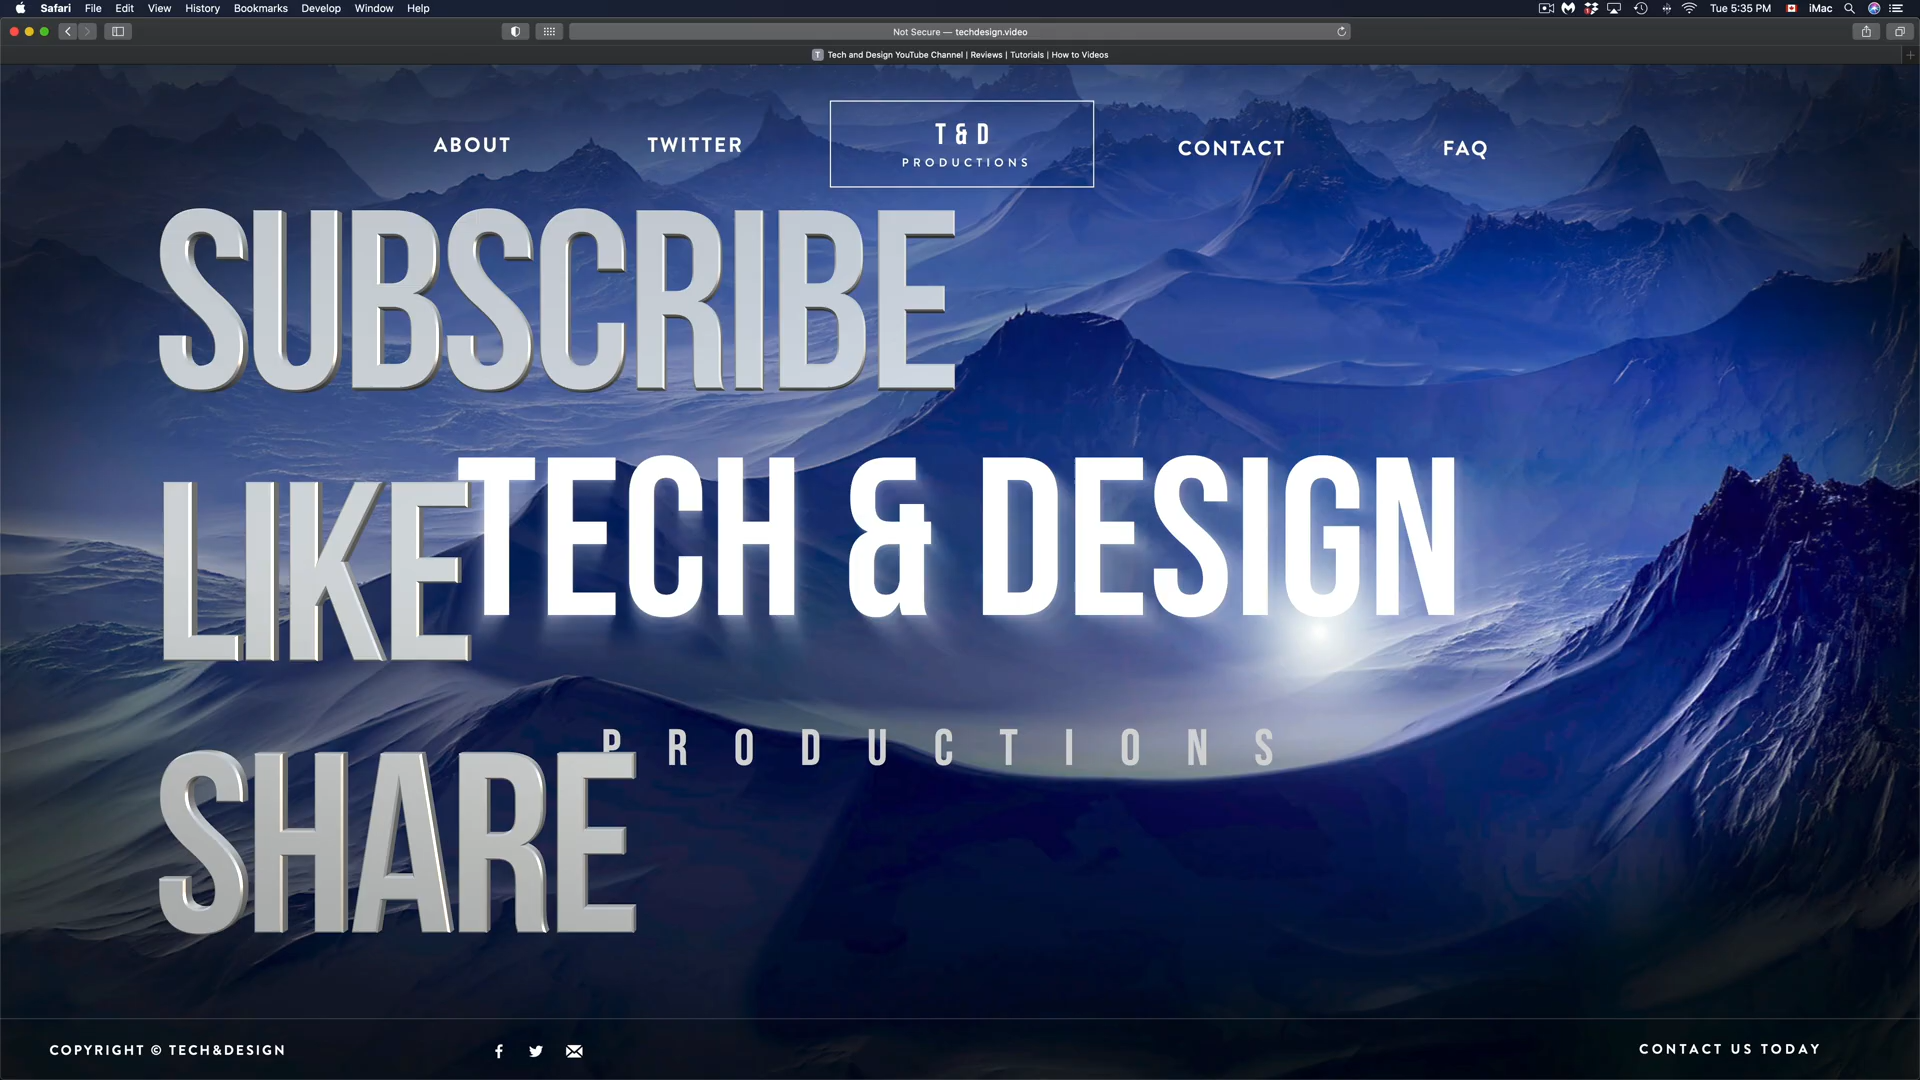 Safari File Edit View History Bookmarks Develop Window Help Tue 5:35 PM iMac
Not Secure — techdesign.video
T Tech and Design YouTube Channel | Reviews | Tutorials | How to Videos
ABOUT
TWITTER
T & D
PRODUCTIONS
CONTACT
FAQ
SUBSCRIBE
TECH & DESIGN
LIKE
PRODUCTIONS
SHARE
COPYRIGHT © TECH&DESIGN
CONTACT US TODAY